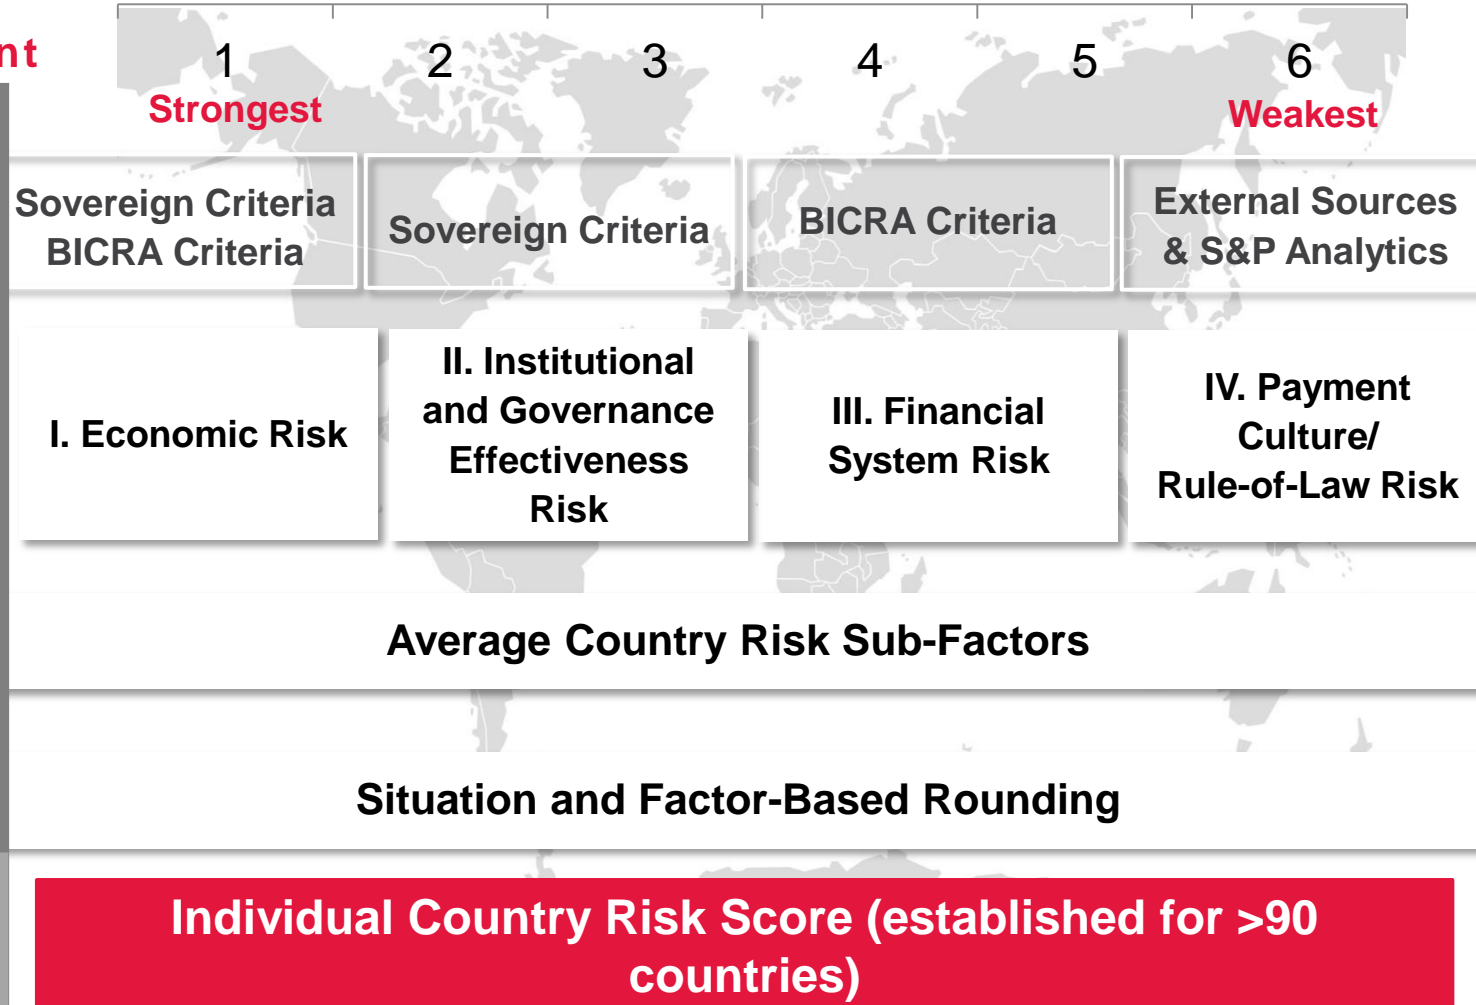 nt
1 2 3 4 5 6
Strongest
Weakest
Sovereign Criteria
BICRA Criteria
Sovereign Criteria
BICRA Criteria
External Sources
& S&P Analytics
I. Economic Risk
II. Institutional
and Governance
Effectiveness
Risk
III. Financial
System Risk
IV. Payment
Culture/
Rule-of-Law Risk
Average Country Risk Sub-Factors
Situation and Factor-Based Rounding
Individual Country Risk Score (established for >90
countries)